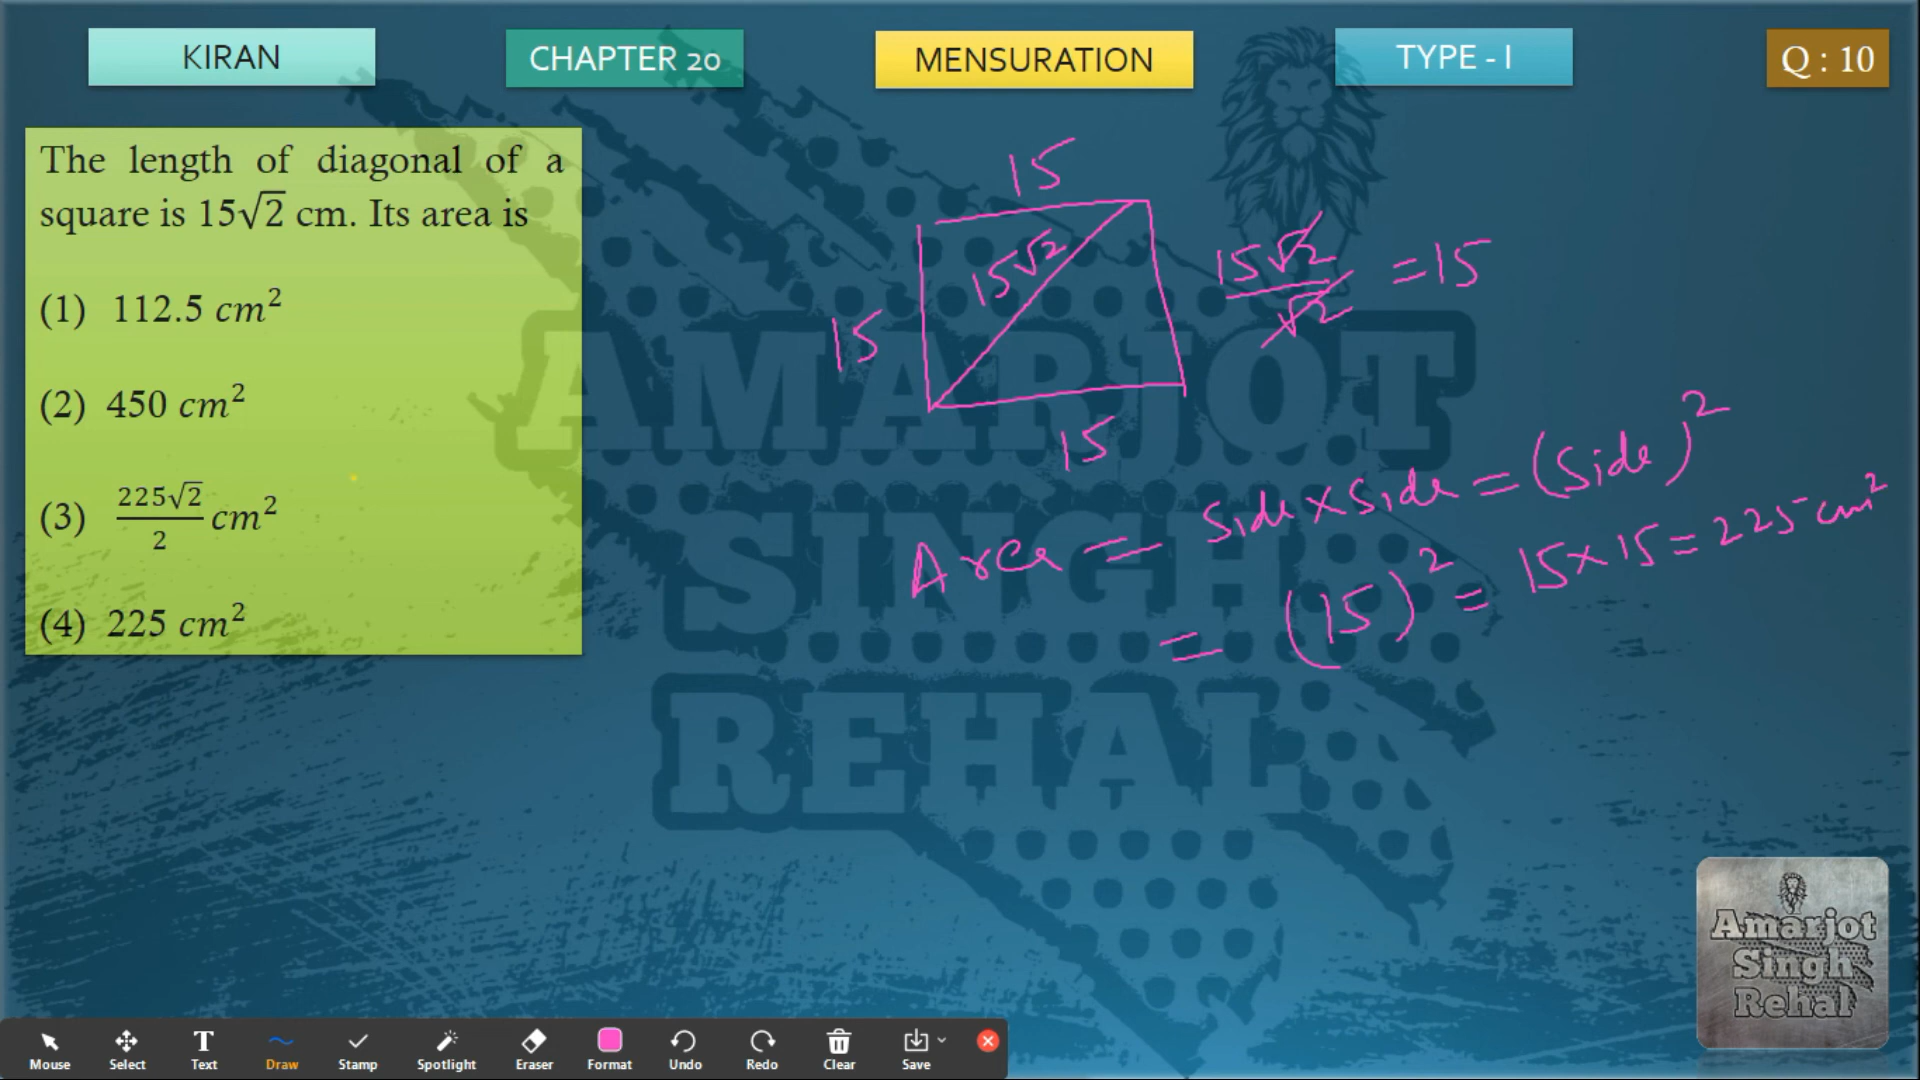 KIRAN
CHAPTER 20
MENSURATION
TYPE - I
Q : 10
The length of diagonal of a
square is 15√2 cm. Its area is
(1) 112.5 cm²
(2) 450 cm²
(3) 225√2/2 cm²
(4) 225 cm²
15
15√2
15
15
15√2/√2 = 15
Area = Side × Side = (Side)²
= (15)² = 15 × 15 = 225 cm²
AMARJOT
SINGH
REHAL
Amarjot
Singh
Rehal
Mouse
Select
T
Text
Draw
Stamp
Spotlight
Eraser
Format
Undo
Redo
Clear
Save